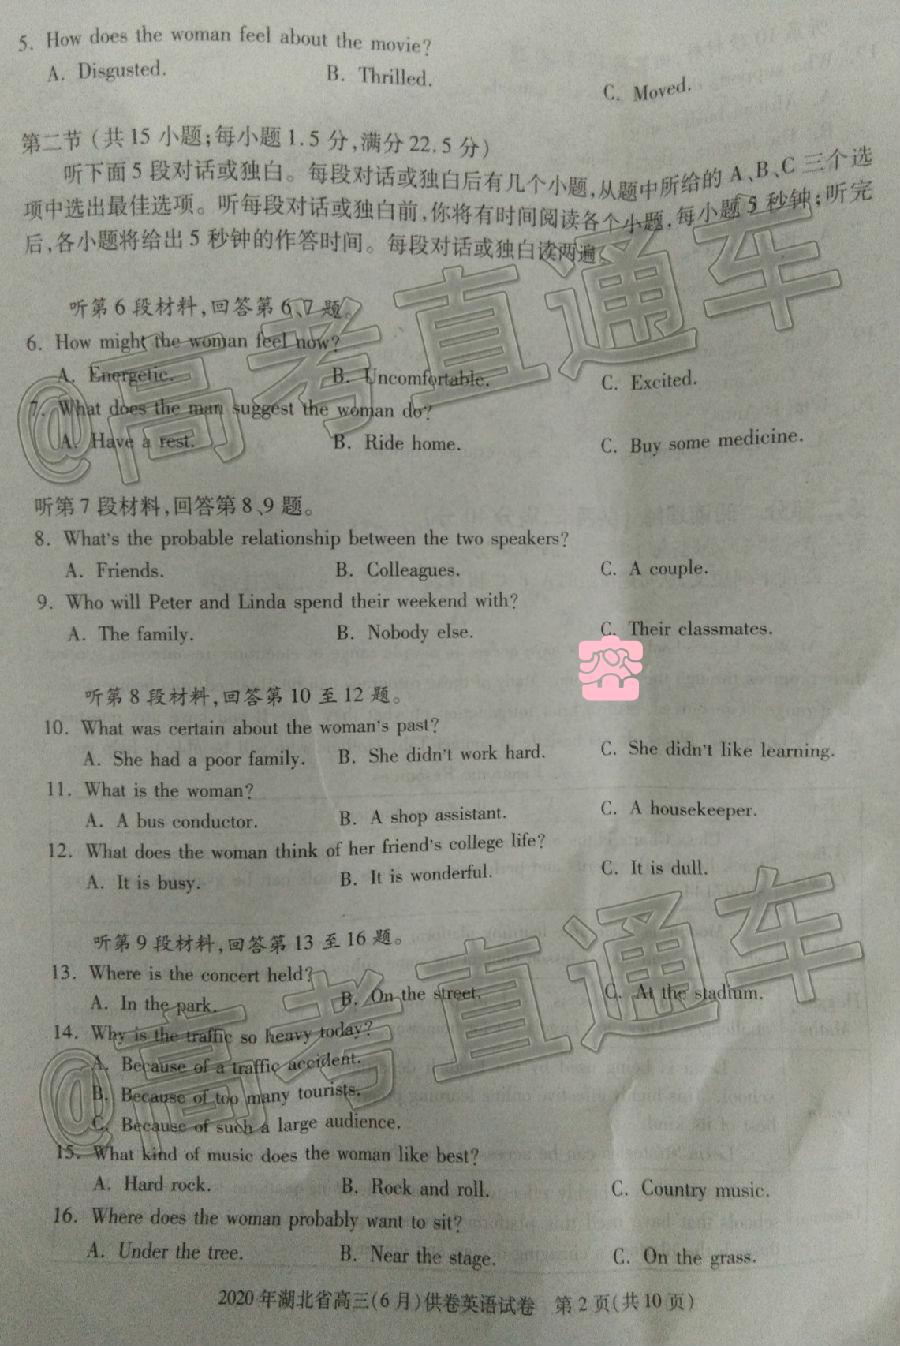 5. How does the woman feel about the movie?
A. Disgusted. B. Thrilled. C. Moved.
第二节(共15小题;每小题1.5分,满分22.5分)
听下面5段对话或独白。每段对话或独白后有几个小题,从题中所给的A、B、C三个选
项中选出最佳选项。听每段对话或独白前,你将有时间阅读各个小题,每小题5秒钟;听完
后,各小题将给出5秒钟的作答时间。每段对话或独白读两遍。
听第6段材料,回答第6、7题。
6. How might the woman feel now?
A. Energetic. B. Uncomfortable. C. Excited.
7. What does the man suggest the woman do?
A. Have a rest. B. Ride home. C. Buy some medicine.
@高考直通车
听第7段材料,回答第8、9题。
8. What's the probable relationship between the two speakers?
A. Friends. B. Colleagues. C. A couple.
9. Who will Peter and Linda spend their weekend with?
A. The family. B. Nobody else. C. Their classmates.
听第8段材料,回答第10至12题。
10. What was certain about the woman's past?
A. She had a poor family. B. She didn't work hard. C. She didn't like learning.
11. What is the woman?
A. A bus conductor. B. A shop assistant. C. A housekeeper.
12. What does the woman think of her friend's college life?
A. It is busy. B. It is wonderful. C. It is dull.
听第9段材料,回答第13至16题。
13. Where is the concert held?
A. In the park. B. On the street. C. At the stadium.
14. Why is the traffic so heavy today?
A. Because of a traffic accident.
B. Because of too many tourists.
C. Because of such a large audience.
@高考直通车
15. What kind of music does the woman like best?
A. Hard rock. B. Rock and roll. C. Country music.
16. Where does the woman probably want to sit?
A. Under the tree. B. Near the stage. C. On the grass.
2020年湖北省高三(6月)供卷英语试卷 第2页(共10页)